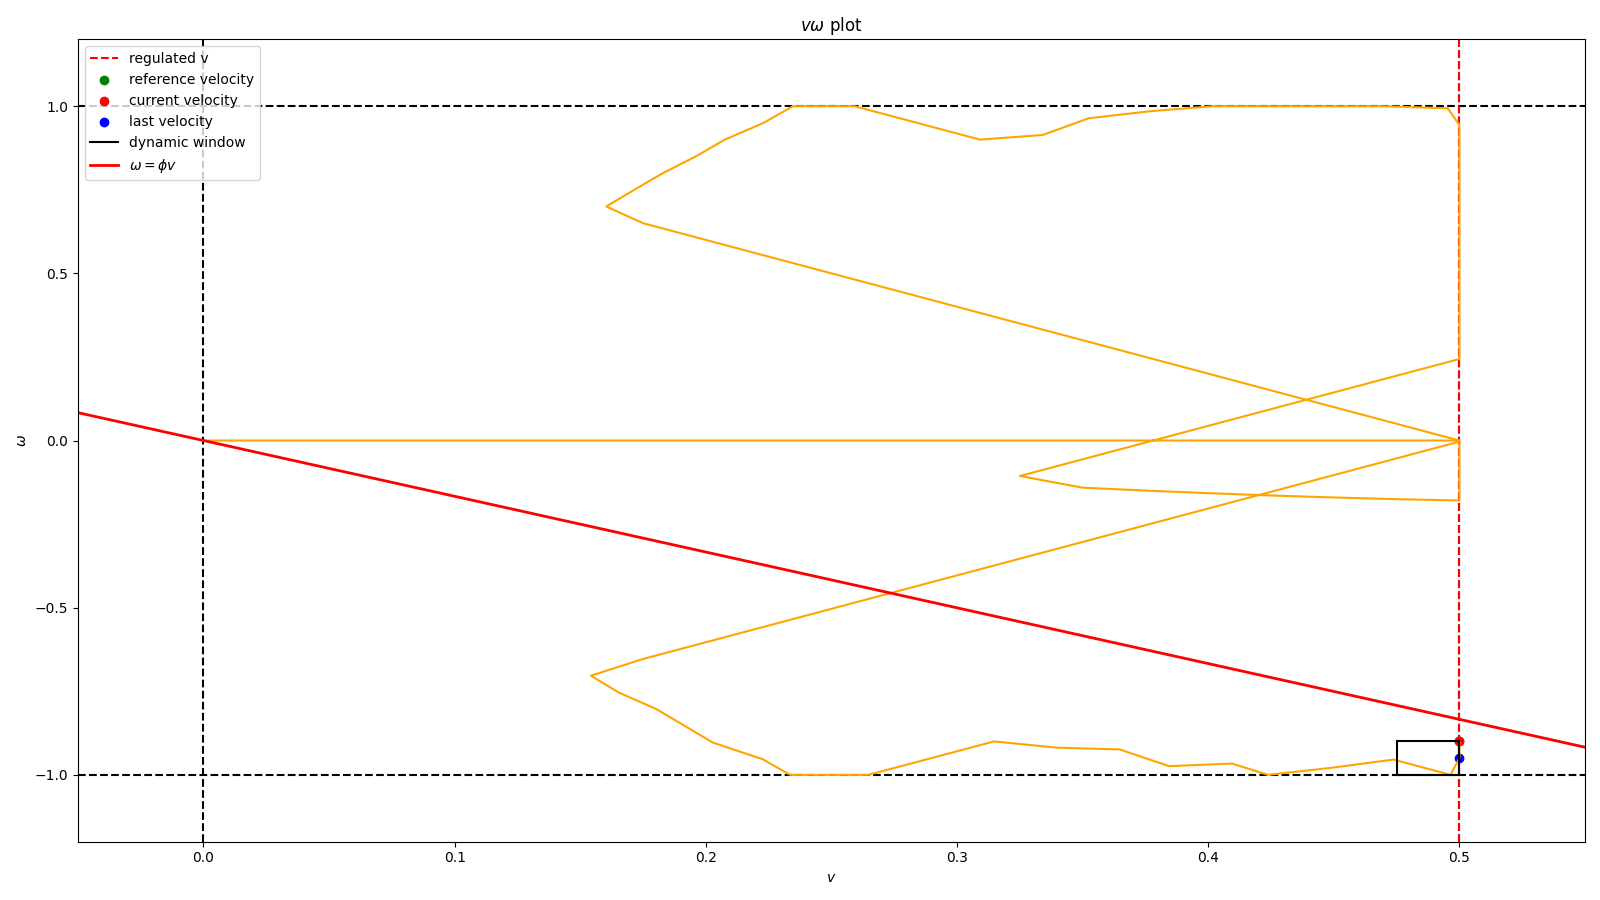 vω plot
regulated v
reference velocity
current velocity
last velocity
dynamic window
ω = ϕv
1.0
0.5
0.0
−0.5
−1.0
ω
0.0 0.1 0.2 0.3 0.4 0.5
v